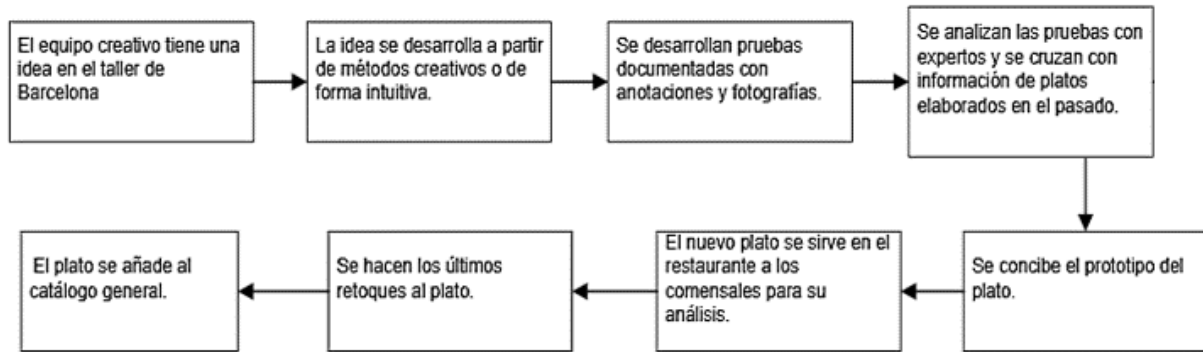 El equipo creativo tiene una
idea en el taller de
Barcelona
La idea se desarrolla a partir
de métodos creativos o de
forma intuitiva.
Se desarrollan pruebas
documentadas con
anotaciones y fotografías.
Se analizan las pruebas con
expertos y se cruzan con
información de platos
elaborados en el pasado.
Se concibe el prototipo del
plato.
El nuevo plato se sirve en el
restaurante a los
comensales para su
análisis.
Se hacen los últimos
retoques al plato.
El plato se añade al
catálogo general.